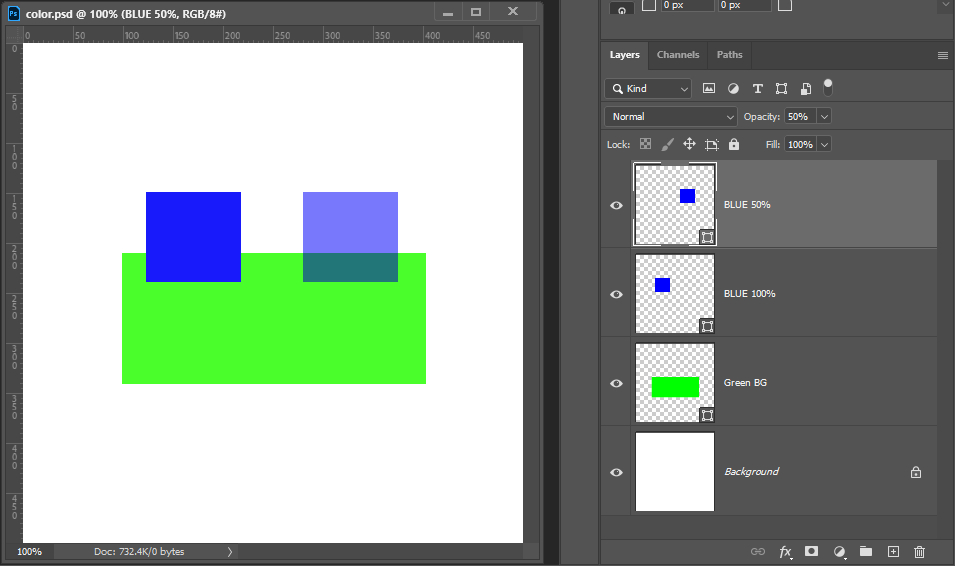 Ps color.psd @ 100% (BLUE 50%, RGB/8#)
0 px 0 px
0 50 100 150 200 250 300 350 400 450
0
50
100
150
200
250
300
350
400
450
100% Doc: 732.4K/0 bytes
Layers Channels Paths
Kind
Normal Opacity: 50%
Lock: Fill: 100%
BLUE 50%
BLUE 100%
Green BG
Background
fx